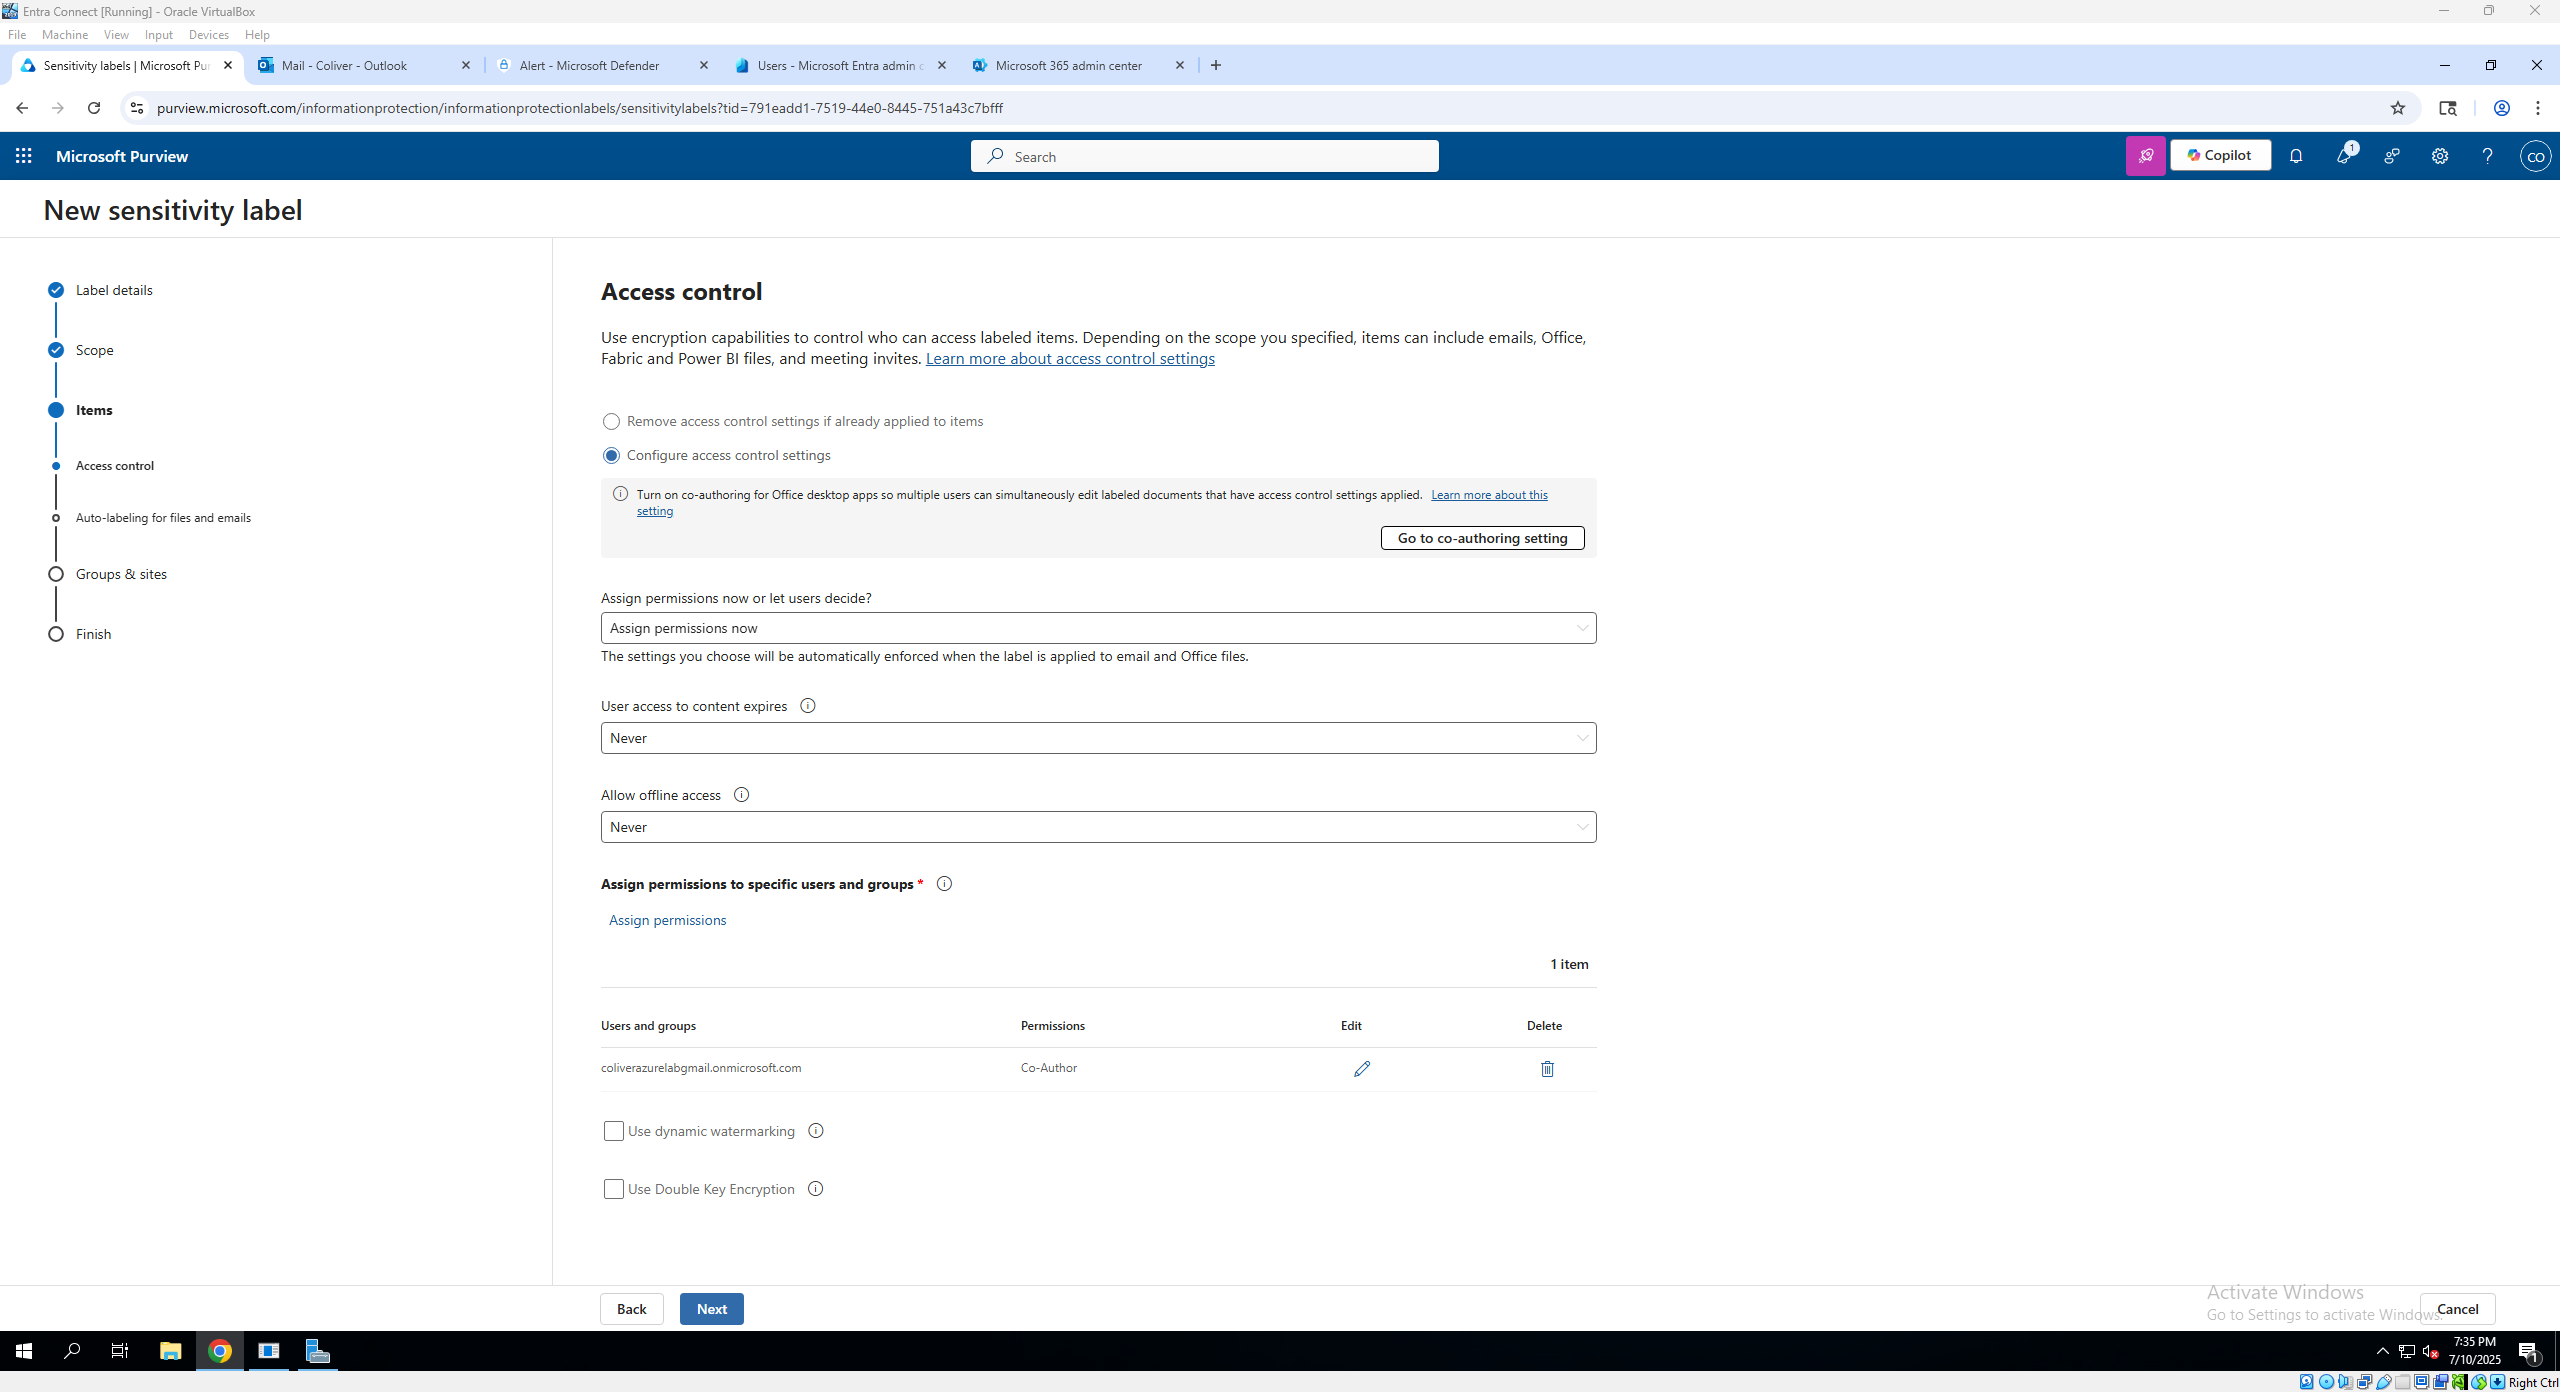 Entra Connect [Running] - Oracle VirtualBox
File Machine View Input Devices Help
Sensitivity labels | Microsoft Pur
Mail - Coliver - Outlook
Alert - Microsoft Defender
Users - Microsoft Entra admin c
Microsoft 365 admin center
purview.microsoft.com/informationprotection/informationprotectionlabels/sensitivitylabels?tid=791eadd1-7519-44e0-8445-751a43c7bfff
Microsoft Purview
Search
Copilot
1
CO
New sensitivity label
Label details
Scope
Items
Access control
Auto-labeling for files and emails
Groups & sites
Finish
Access control
Use encryption capabilities to control who can access labeled items. Depending on the scope you specified, items can include emails, Office,
Fabric and Power BI files, and meeting invites. Learn more about access control settings
Remove access control settings if already applied to items
Configure access control settings
Turn on co-authoring for Office desktop apps so multiple users can simultaneously edit labeled documents that have access control settings applied. Learn more about this
setting
Go to co-authoring setting
Assign permissions now or let users decide?
Assign permissions now
The settings you choose will be automatically enforced when the label is applied to email and Office files.
User access to content expires
Never
Allow offline access
Never
Assign permissions to specific users and groups *
Assign permissions
1 item
Users and groups Permissions Edit Delete
coliverazurelabgmail.onmicrosoft.com Co-Author
Use dynamic watermarking
Use Double Key Encryption
Back
Next
Cancel
Activate Windows
Go to Settings to activate Windows.
7:35 PM
7/10/2025
1
Right Ctrl